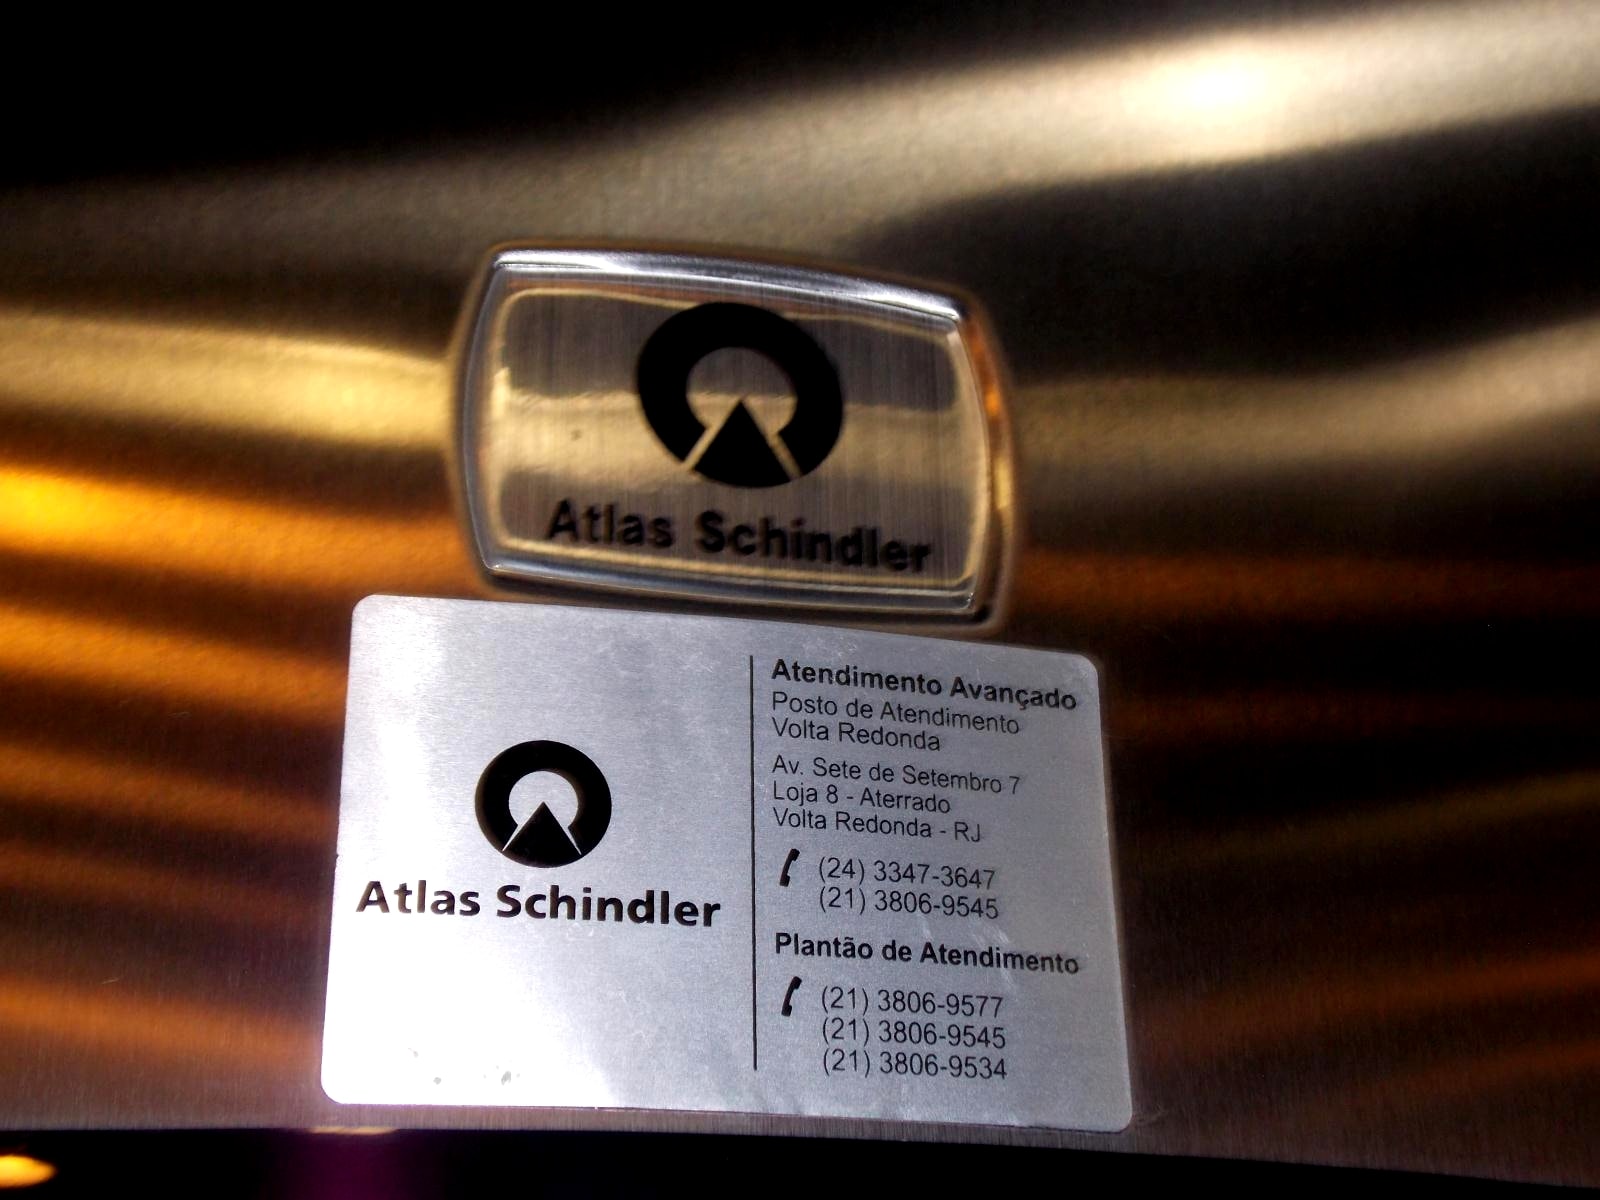 Atlas Schindler
Atlas Schindler
Atendimento Avançado
Posto de Atendimento
Volta Redonda
Av. Sete de Setembro 7
Loja 8 - Aterrado
Volta Redonda - RJ
(24) 3347-3647
(21) 3806-9545
Plantão de Atendimento
(21) 3806-9577
(21) 3806-9545
(21) 3806-9534